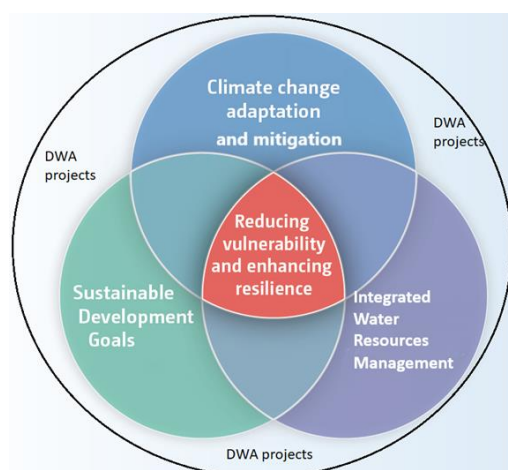 Climate change
adaptation
and mitigation
DWA
projects
DWA
projects
Reducing
vulnerability
and enhancing
resilience
Sustainable
Development
Goals
Integrated
Water
Resources
Management
DWA projects